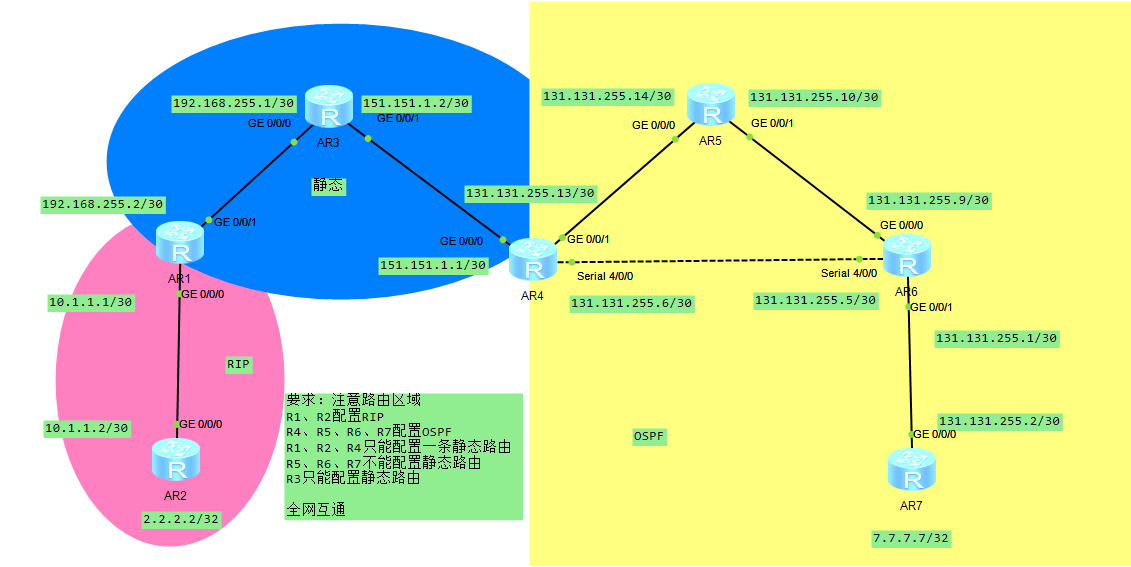 192.168.255.1/30
151.151.1.2/30
GE 0/0/0
R
GE 0/0/1
AR3
静态
192.168.255.2/30
GE 0/0/1
R
AR1
GE 0/0/0
10.1.1.1/30
RIP
10.1.1.2/30
GE 0/0/0
R
AR2
2.2.2.2/32
131.131.255.14/30
131.131.255.10/30
GE 0/0/0
R
GE 0/0/1
AR5
131.131.255.13/30
131.131.255.9/30
GE 0/0/0
GE 0/0/1
GE 0/0/0
151.151.1.1/30
R
Serial 4/0/0
Serial 4/0/0
R
AR4
AR6
131.131.255.6/30
131.131.255.5/30
GE 0/0/1
131.131.255.1/30
131.131.255.2/30
OSPF
GE 0/0/0
R
AR7
7.7.7.7/32
要求：注意路由区域
R1、R2配置RIP
R4、R5、R6、R7配置OSPF
R1、R2、R4只能配置一条静态路由
R5、R6、R7不能配置静态路由
R3只能配置静态路由
全网互通